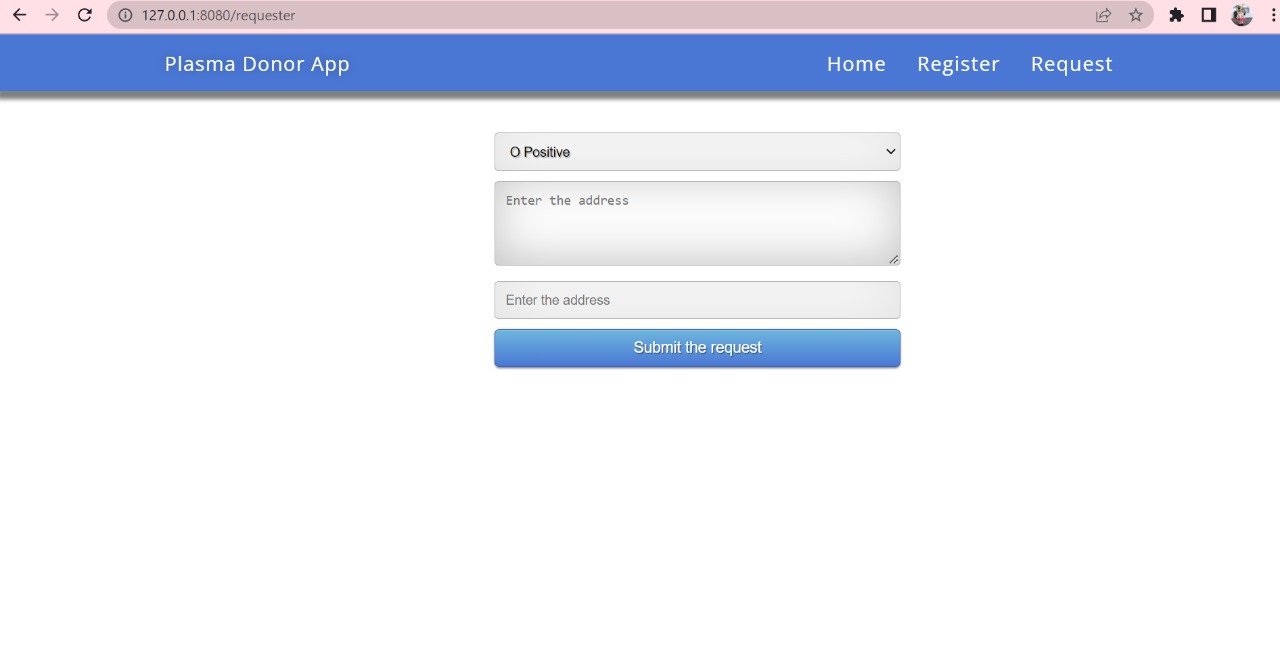 127.0.0.1:8080/requester
Plasma Donor App Home Register Request
O Positive
Enter the address
Enter the address
Submit the request